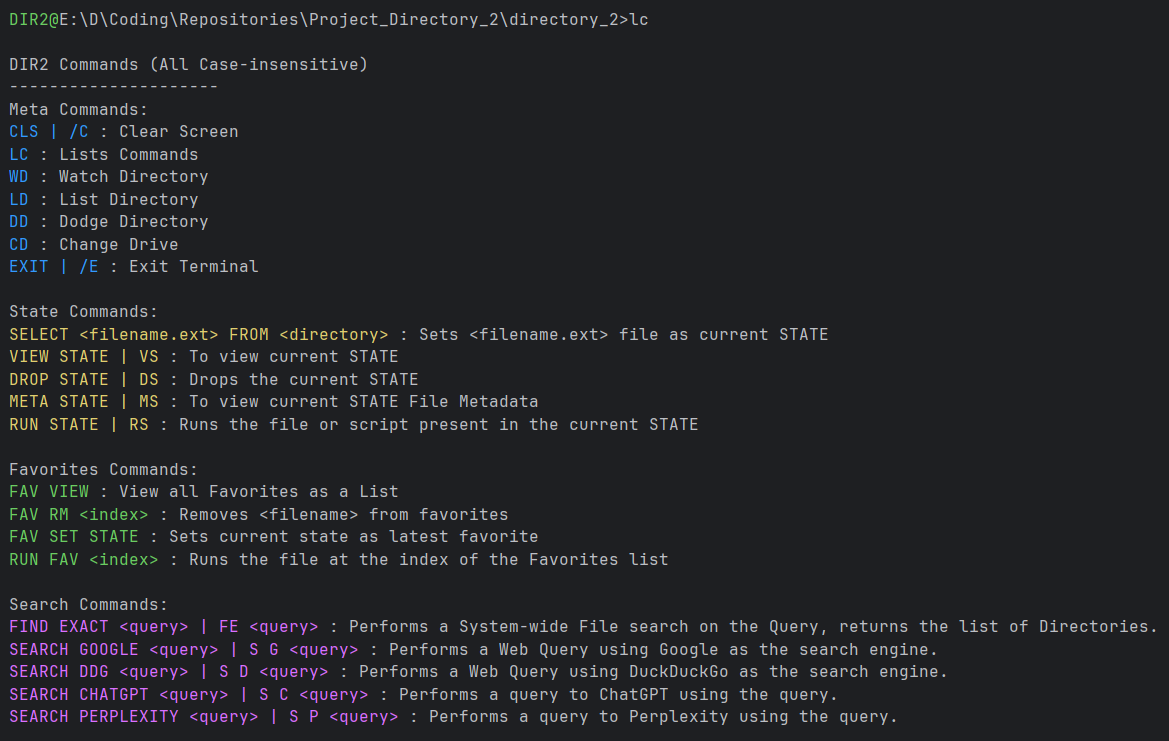 DIR2@E:\D\Coding\Repositories\Project_Directory_2\directory_2>lc
DIR2 Commands (All Case-insensitive)
---------------------
Meta Commands:
CLS | /C : Clear Screen
LC : Lists Commands
WD : Watch Directory
LD : List Directory
DD : Dodge Directory
CD : Change Drive
EXIT | /E : Exit Terminal
State Commands:
SELECT <filename.ext> FROM <directory> : Sets <filename.ext> file as current STATE
VIEW STATE | VS : To view current STATE
DROP STATE | DS : Drops the current STATE
META STATE | MS : To view current STATE File Metadata
RUN STATE | RS : Runs the file or script present in the current STATE
Favorites Commands:
FAV VIEW : View all Favorites as a List
FAV RM <index> : Removes <filename> from favorites
FAV SET STATE : Sets current state as latest favorite
RUN FAV <index> : Runs the file at the index of the Favorites list
Search Commands:
FIND EXACT <query> | FE <query> : Performs a System-wide File search on the Query, returns the list of Directories.
SEARCH GOOGLE <query> | S G <query> : Performs a Web Query using Google as the search engine.
SEARCH DDG <query> | S D <query> : Performs a Web Query using DuckDuckGo as the search engine.
SEARCH CHATGPT <query> | S C <query> : Performs a query to ChatGPT using the query.
SEARCH PERPLEXITY <query> | S P <query> : Performs a query to Perplexity using the query.